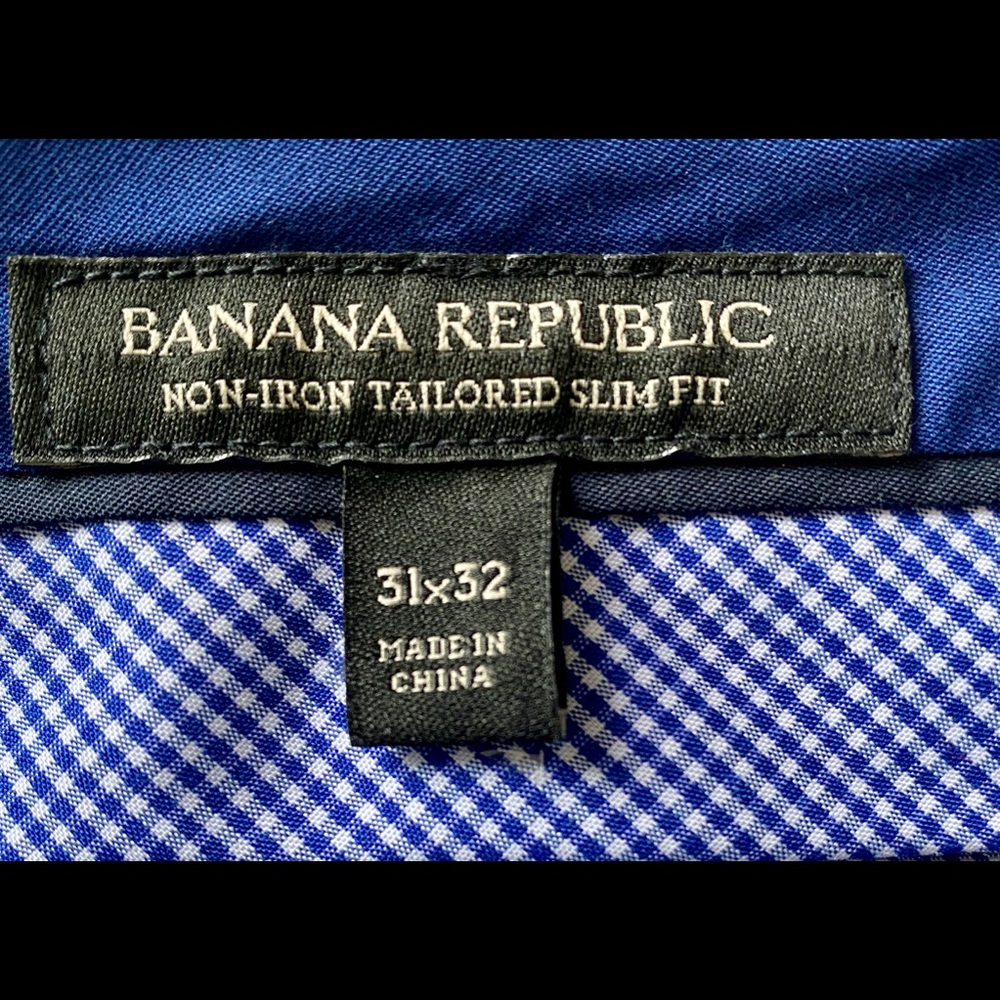 BANANA REPUBLIC
NON-IRON TAILORED SLIM FIT
31x32
MADE IN
CHINA